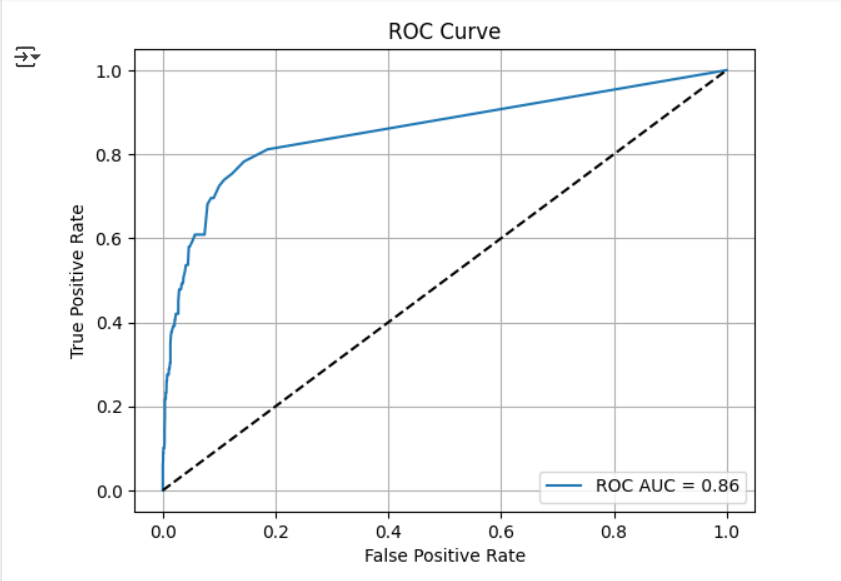 ROC Curve
1.0
0.8
0.6
0.4
0.2
0.0
True Positive Rate
ROC AUC = 0.86
0.0 0.2 0.4 0.6 0.8 1.0
False Positive Rate